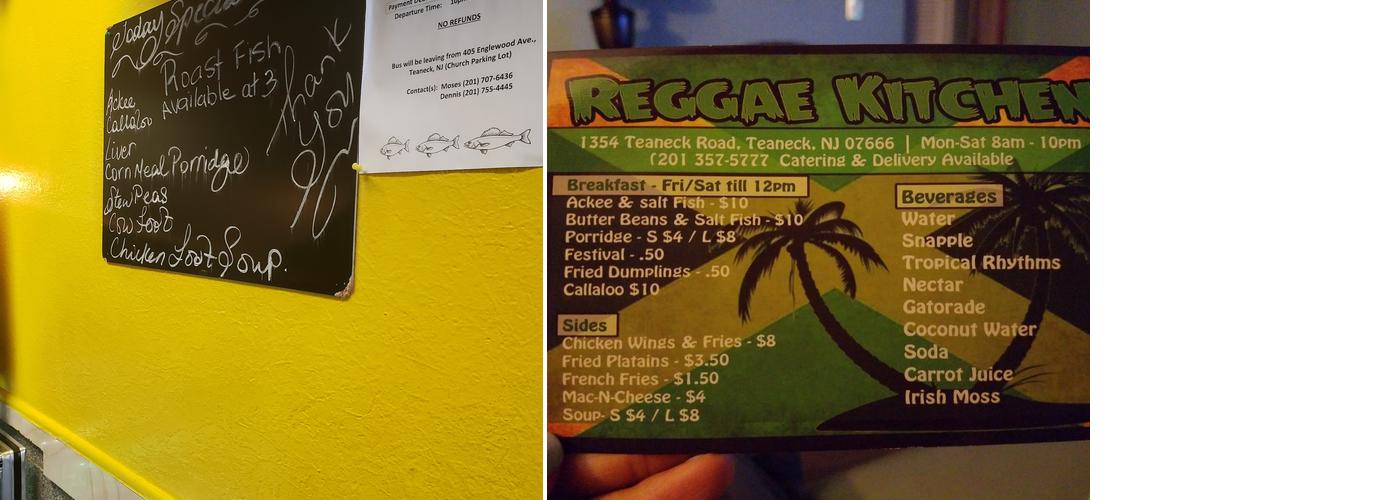 Today Special
Roast Fish
Available at 3
Ackee
Callaloo
Liver
Corn Meal Porridge
Stew Peas
Cow Foot
Chicken Foot Soup.
Thank
you
Departure Time: 10pm
NO REFUNDS
Bus will be leaving from 405 Englewood Ave.,
Teaneck, NJ (Church Parking Lot)
Contact(s): Moses (201) 707-6436
Dennis (201) 755-4445
REGGAE KITCHEN
1354 Teaneck Road, Teaneck, NJ 07666 | Mon-Sat 8am - 10pm
(201 357-5777 Catering & Delivery Available
Breakfast - Fri/Sat till 12pm
Ackee & salt Fish - $10
Butter Beans & Salt Fish - $10
Porridge - S $4 / L $8
Festival - .50
Fried Dumplings - .50
Callaloo $10
Sides
Chicken Wings & Fries - $8
Fried Platains - $3.50
French Fries - $1.50
Mac-N-Cheese - $4
Soup- S $4 / L $8
Beverages
Water
Snapple
Tropical Rhythms
Nectar
Gatorade
Coconut Water
Soda
Carrot Juice
Irish Moss